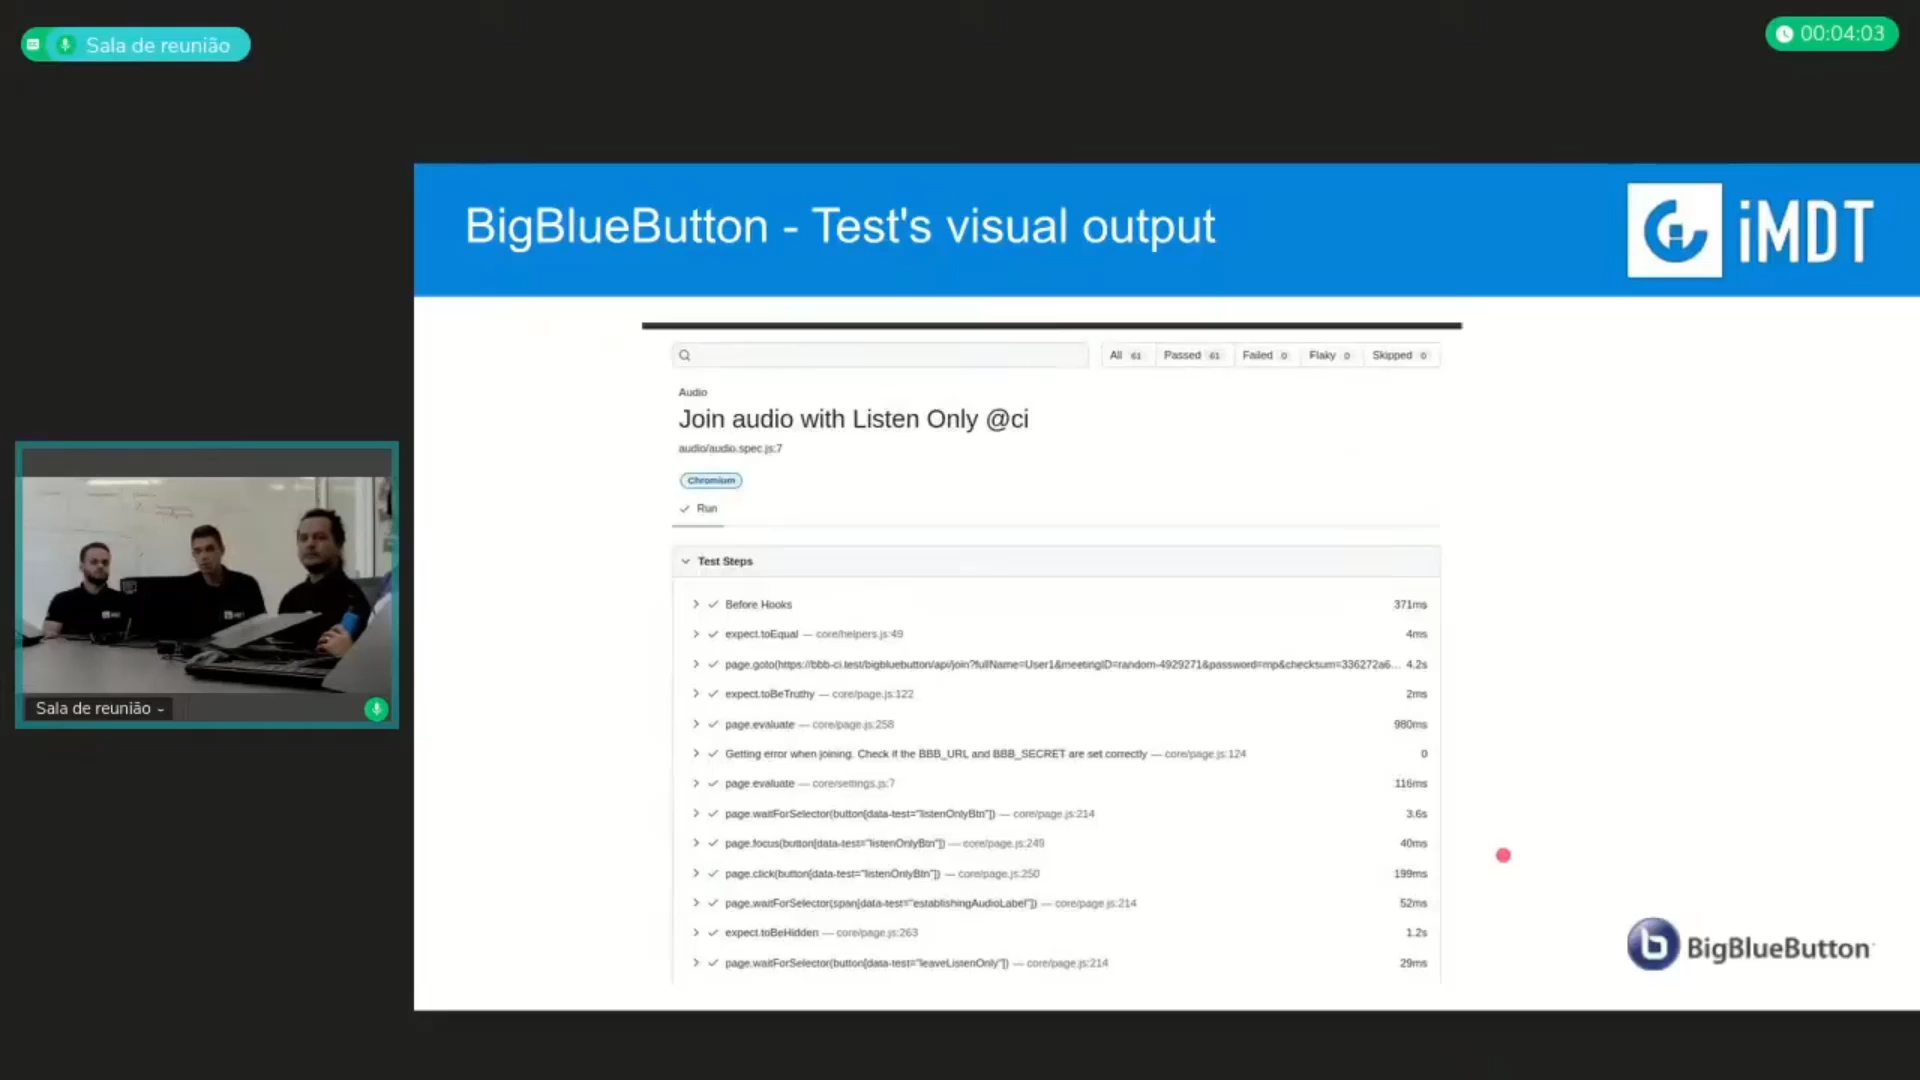 Sala de reunião
00:04:03
BigBlueButton - Test's visual output
iMDT
All 61 Passed 61 Failed 0 Flaky 0 Skipped 0
Audio
Join audio with Listen Only @ci
audio/audio.spec.js:7
Chromium
Run
Test Steps
Before Hooks 371ms
expect.toEqual — core/helpers.js:49 4ms
page.goto(https://bbb-ci.test/bigbluebutton/api/join?fullName=User1&meetingID=random-4929271&password=mp&checksum=336272a6... 4.2s
expect.toBeTruthy — core/page.js:122 2ms
page.evaluate — core/page.js:258 980ms
Getting error when joining. Check if the BBB_URL and BBB_SECRET are set correctly — core/page.js:124 0
page.evaluate — core/settings.js:7 116ms
page.waitForSelector(button[data-test="listenOnlyBtn"]) — core/page.js:214 3.6s
page.focus(button[data-test="listenOnlyBtn"]) — core/page.js:249 40ms
page.click(button[data-test="listenOnlyBtn"]) — core/page.js:250 199ms
page.waitForSelector(span[data-test="establishingAudioLabel"]) — core/page.js:214 52ms
expect.toBeHidden — core/page.js:263 1.2s
page.waitForSelector(button[data-test="leaveListenOnly"]) — core/page.js:214 29ms
Sala de reunião
BigBlueButton